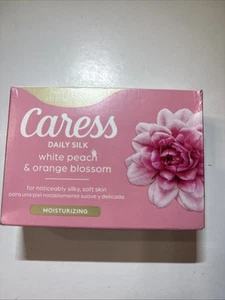 Caress
DAILY SILK
white peach
& orange blossom
for noticeably silky, soft skin
para una piel notablemente suave y delicada
MOISTURIZING